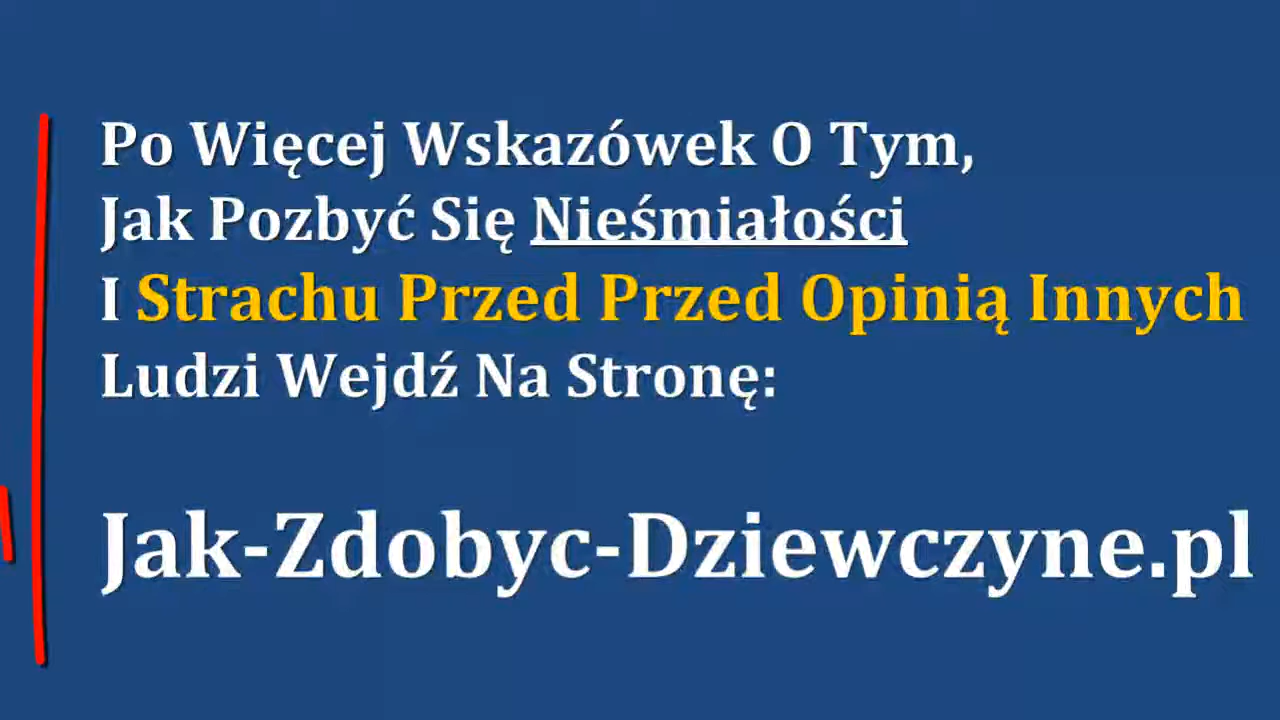 Po Więcej Wskazówek O Tym,
Jak Pozbyć Się Nieśmiałości
I Strachu Przed Przed Opinią Innych
Ludzi Wejdź Na Stronę:
Jak-Zdobyc-Dziewczyne.pl